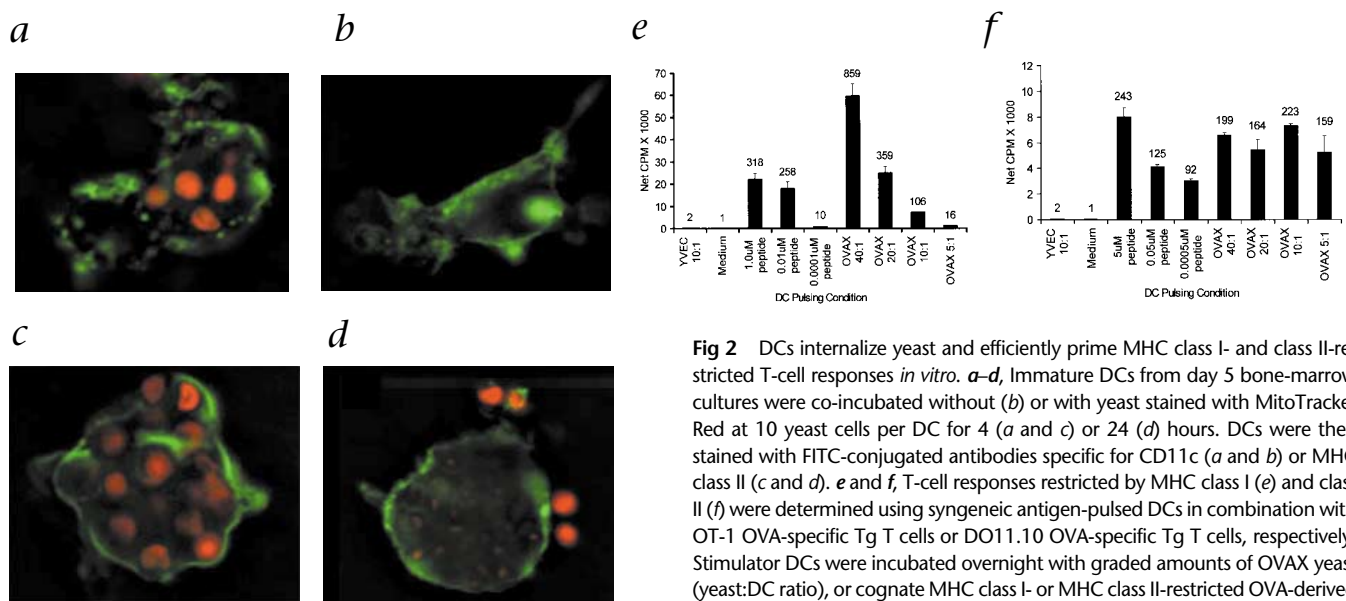 a
b
c
d
e
Net CPM X 1000
70
60
50
40
30
20
10
0
2
1
318
258
10
859
359
106
16
YVEC 10:1
Medium
1.0uM peptide
0.01uM peptide
0.0001uM peptide
OVAX 40:1
OVAX 20:1
OVAX 10:1
OVAX 5:1
DC Pulsing Condition
f
Net CPM X 1000
12
10
8
6
4
2
0
2
1
243
125
92
199
164
223
159
YVEC 10:1
Medium
5uM peptide
0.05uM peptide
0.0005uM peptide
OVAX 40:1
OVAX 20:1
OVAX 10:1
OVAX 5:1
DC Pulsing Condition
Fig 2 DCs internalize yeast and efficiently prime MHC class I- and class II-re
stricted T-cell responses in vitro. a–d, Immature DCs from day 5 bone-marrow
cultures were co-incubated without (b) or with yeast stained with MitoTracke
Red at 10 yeast cells per DC for 4 (a and c) or 24 (d) hours. DCs were the
stained with FITC-conjugated antibodies specific for CD11c (a and b) or MHC
class II (c and d). e and f, T-cell responses restricted by MHC class I (e) and clas
II (f) were determined using syngeneic antigen-pulsed DCs in combination wit
OT-1 OVA-specific Tg T cells or DO11.10 OVA-specific Tg T cells, respectively
Stimulator DCs were incubated overnight with graded amounts of OVAX yeas
(yeast:DC ratio), or cognate MHC class I- or MHC class II-restricted OVA-derive